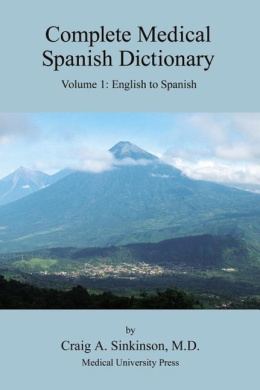 Complete Medical
Spanish Dictionary
Volume 1: English to Spanish
by
Craig A. Sinkinson, M.D.
Medical University Press